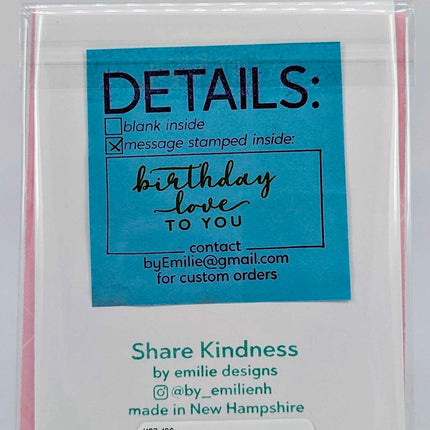 DETAILS:
blank inside
message stamped inside:
birthday
love
TO YOU
contact
byEmilie@gmail.com
for custom orders
Share Kindness
by emilie designs
@by_emilienh
made in New Hampshire